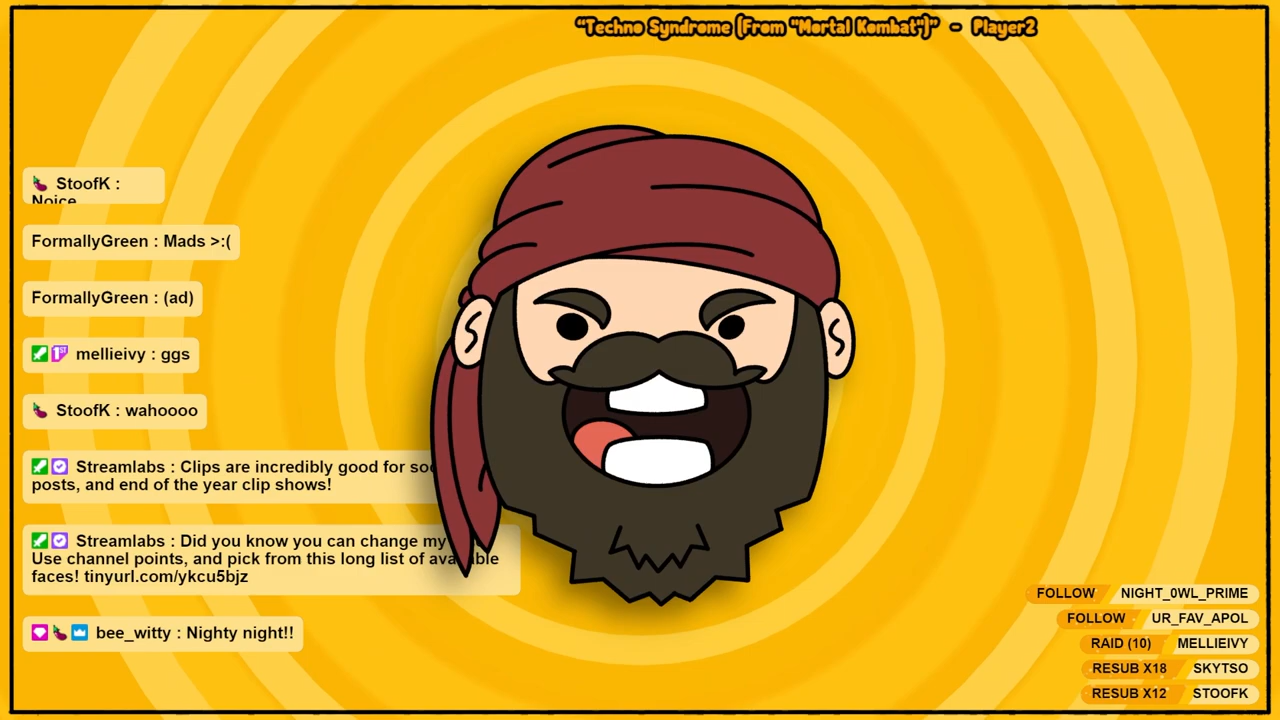 "Techno Syndrome (From "Mortal Kombat")" - Player2
StoofK :
Noice
FormallyGreen : Mads >:(
FormallyGreen : (ad)
mellieivy : ggs
StoofK : wahoooo
Streamlabs : Clips are incredibly good for
posts, and end of the year clip shows!
Streamlabs : Did you know you can change my
Use channel points, and pick from this long list of available
faces! tinyurl.com/ykcu5bjz
bee_witty : Nighty night!!
FOLLOW NIGHT_0WL_PRIME
FOLLOW UR_FAV_APOL
RAID (10) MELLIEIVY
RESUB X18 SKYTSO
RESUB X12 STOOFK